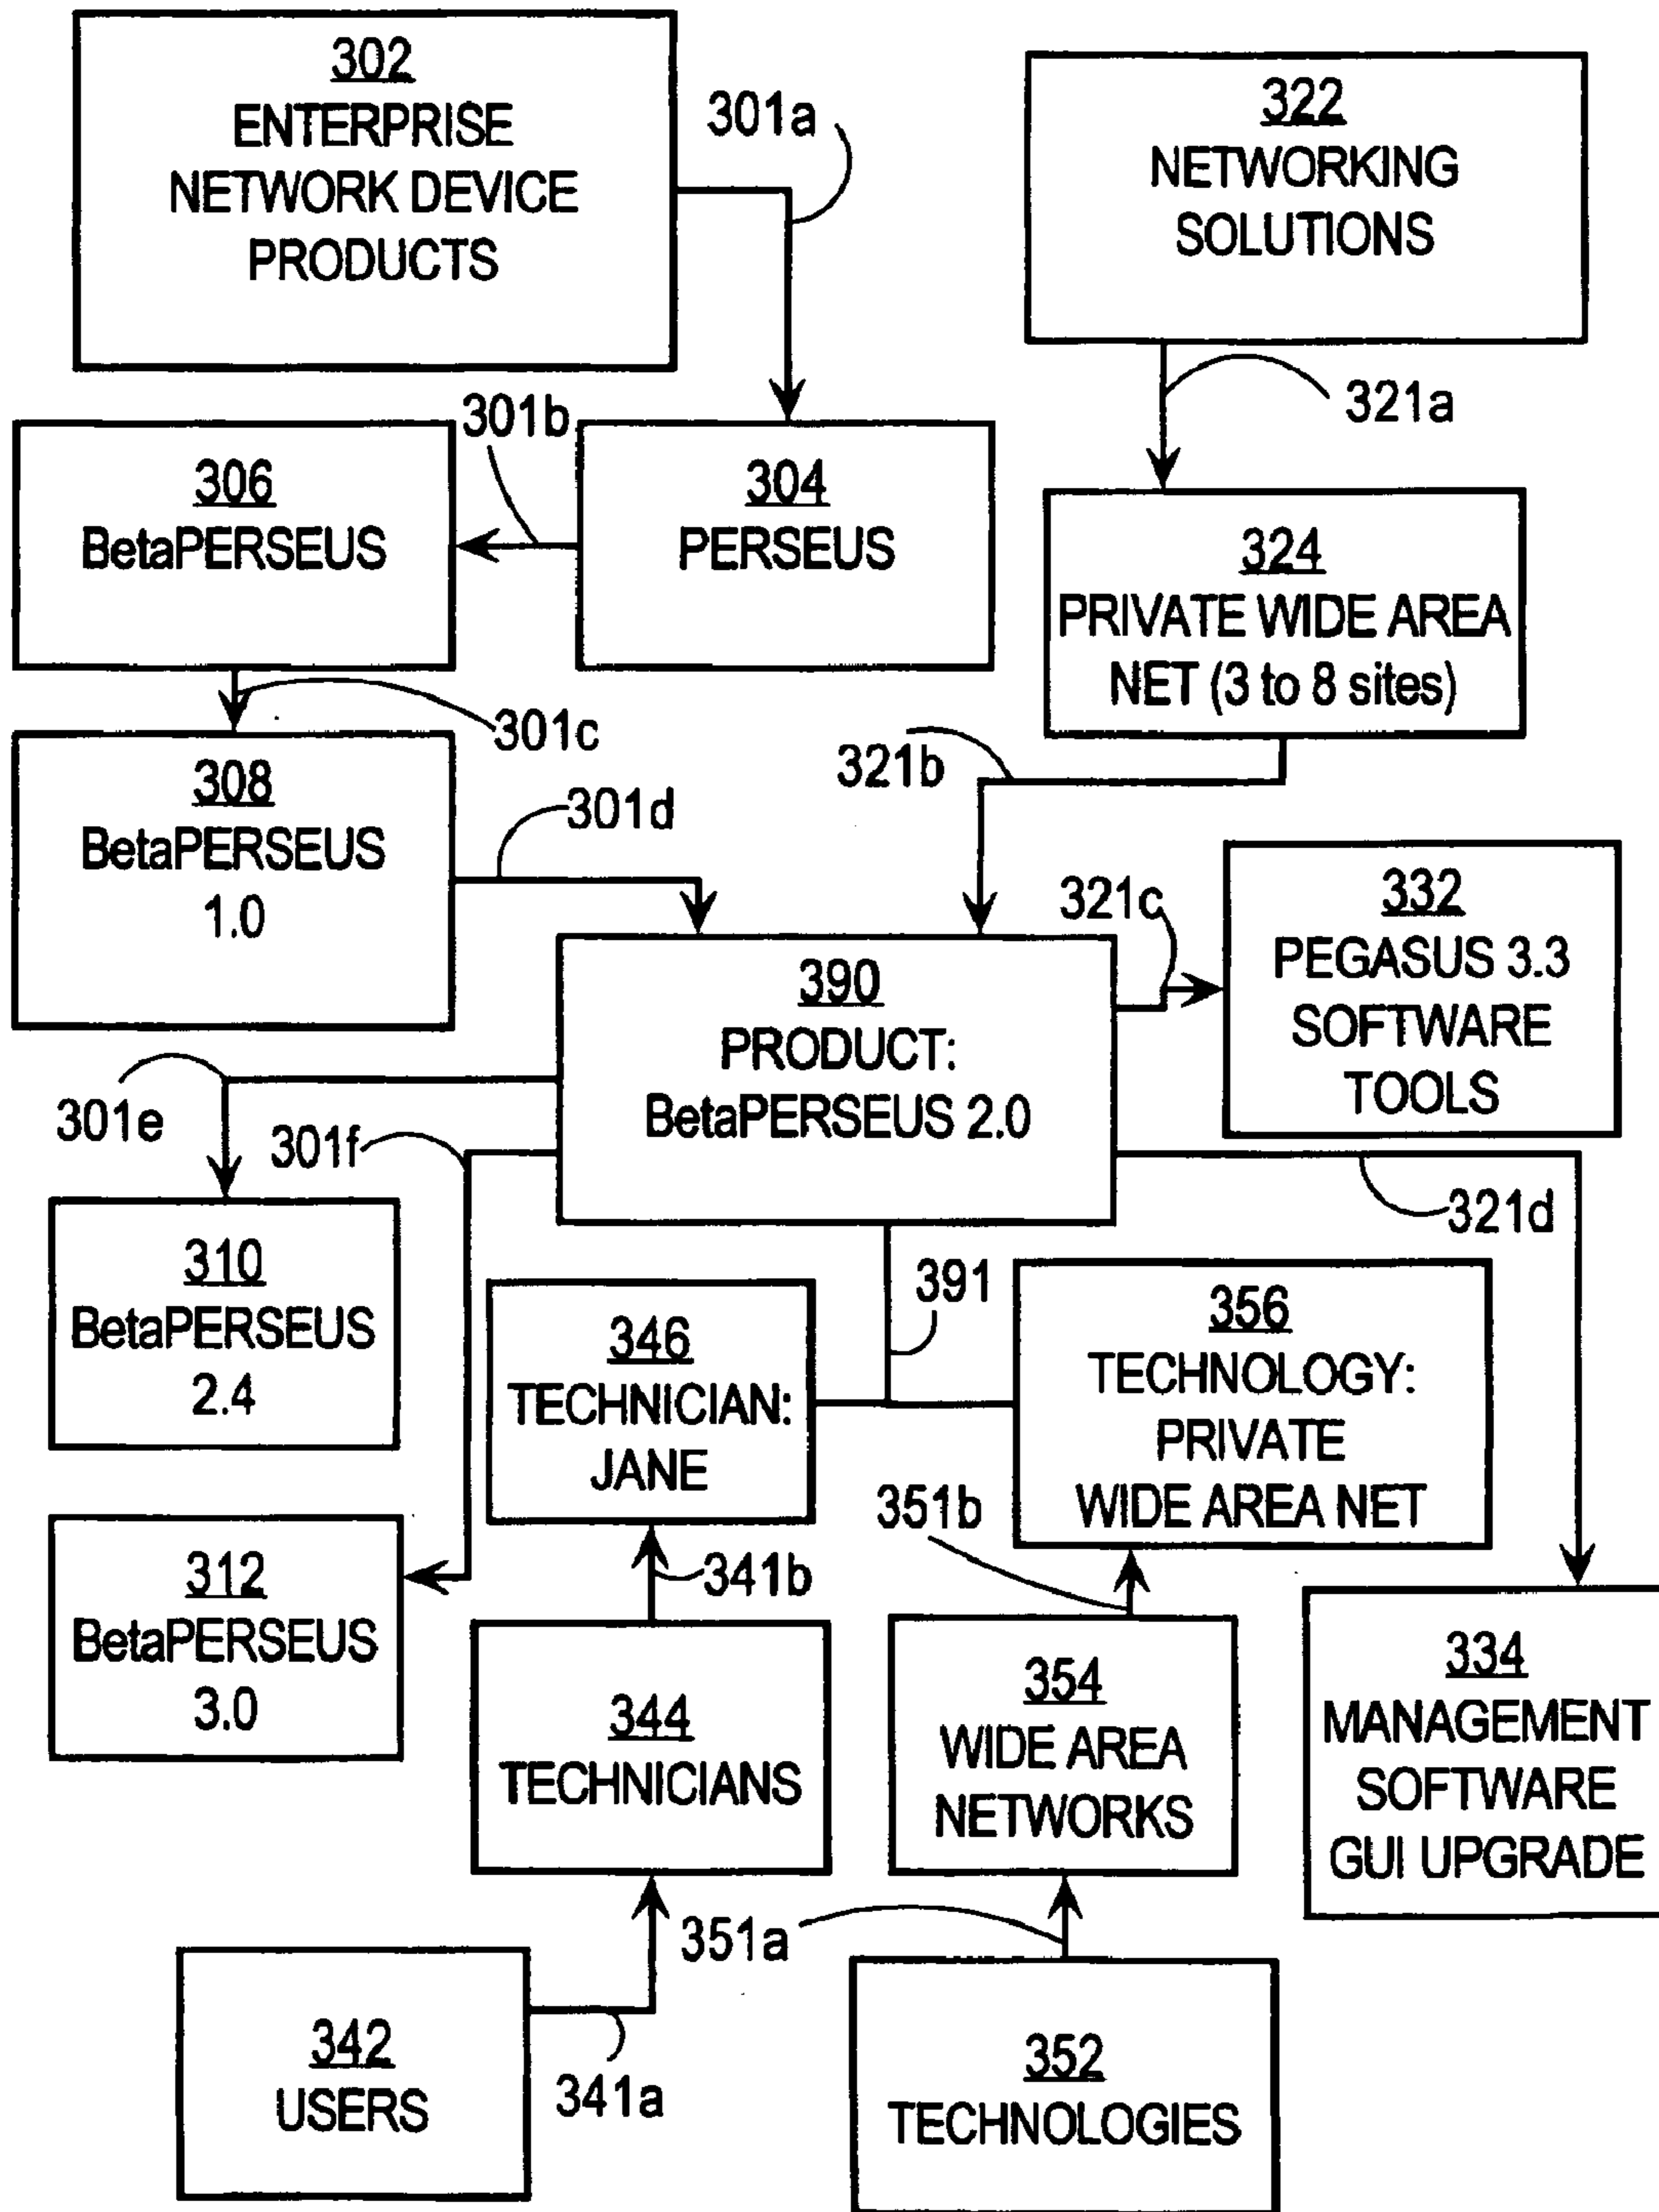 302
ENTERPRISE
NETWORK DEVICE
PRODUCTS
301a
322
NETWORKING
SOLUTIONS
321a
301b
306
BetaPERSEUS
304
PERSEUS
324
PRIVATE WIDE AREA
NET (3 to 8 sites)
301c
321b
308
BetaPERSEUS
1.0
301d
321c
332
PEGASUS 3.3
SOFTWARE
TOOLS
390
PRODUCT:
BetaPERSEUS 2.0
301e
301f
321d
310
BetaPERSEUS
2.4
391
346
TECHNICIAN:
JANE
356
TECHNOLOGY:
PRIVATE
WIDE AREA NET
351b
312
BetaPERSEUS
3.0
341b
344
TECHNICIANS
354
WIDE AREA
NETWORKS
334
MANAGEMENT
SOFTWARE
GUI UPGRADE
351a
342
USERS
341a
352
TECHNOLOGIES